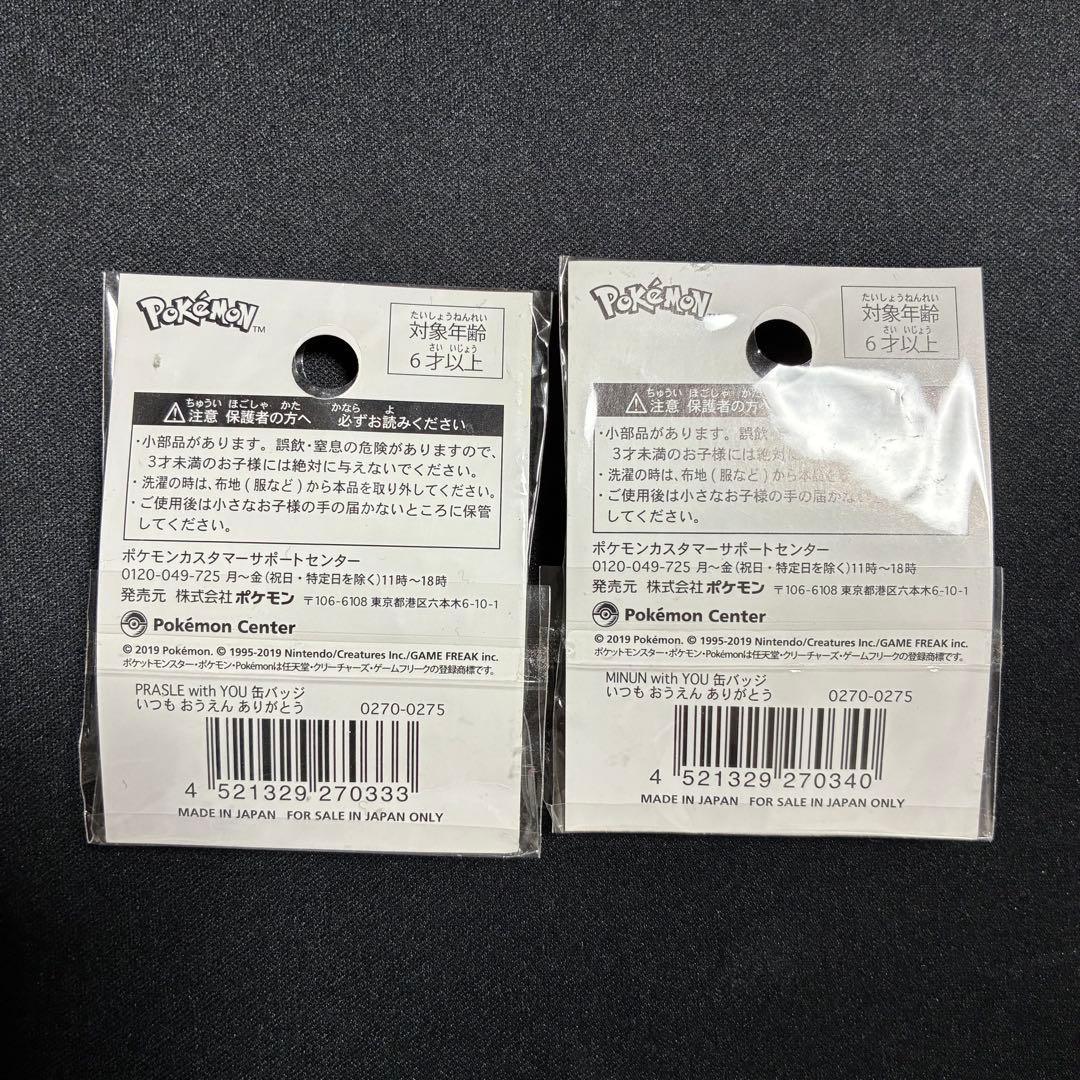 POKéMON™
たいしょうねんれい
対象年齢
さい いじょう
6才以上
ちゅうい ほごしゃ かた かなら よ
⚠注意 保護者の方へ 必ずお読みください
・小部品があります。誤飲・窒息の危険がありますので、
3才未満のお子様には絶対に与えないでください。
・洗濯の時は、布地(服など)から本品を取り外してください。
・ご使用後は小さなお子様の手の届かないところに保管
してください。
ポケモンカスタマーサポートセンター
0120-049-725 月～金(祝日・特定日を除く)11時～18時
発売元 株式会社ポケモン 〒106-6108 東京都港区六本木6-10-1
Pokémon Center
© 2019 Pokémon. © 1995-2019 Nintendo/Creatures Inc./GAME FREAK inc.
ポケットモンスター・ポケモン・Pokémonは任天堂・クリーチャーズ・ゲームフリークの登録商標です。
PRASLE with YOU 缶バッジ
いつも おうえん ありがとう 0270-0275
4 521329 270333
MADE IN JAPAN FOR SALE IN JAPAN ONLY
POKéMON
たいしょうねんれい
対象年齢
さい いじょう
6才以上
ちゅうい ほごしゃ かた
⚠注意 保護者の方へ
・小部品があります。誤飲
3才未満のお子様には絶対
・洗濯の時は、布地(服など)から本品を
・ご使用後は小さなお子様の手の届かない に保管
してください。
ポケモンカスタマーサポートセンター
0120-049-725 月～金(祝日・特定日を除く)11時～18時
発売元 株式会社ポケモン 〒106-6108 東京都港区六本木6-10-1
Pokémon Center
© 2019 Pokémon. © 1995-2019 Nintendo/Creatures Inc./GAME FREAK inc.
ポケットモンスター・ポケモン・Pokémonは任天堂・クリーチャーズ・ゲームフリークの登録商標です。
MINUN with YOU 缶バッジ
いつも おうえん ありがとう 0270-0275
4 521329 270340
MADE IN JAPAN FOR SALE IN JAPAN ONLY